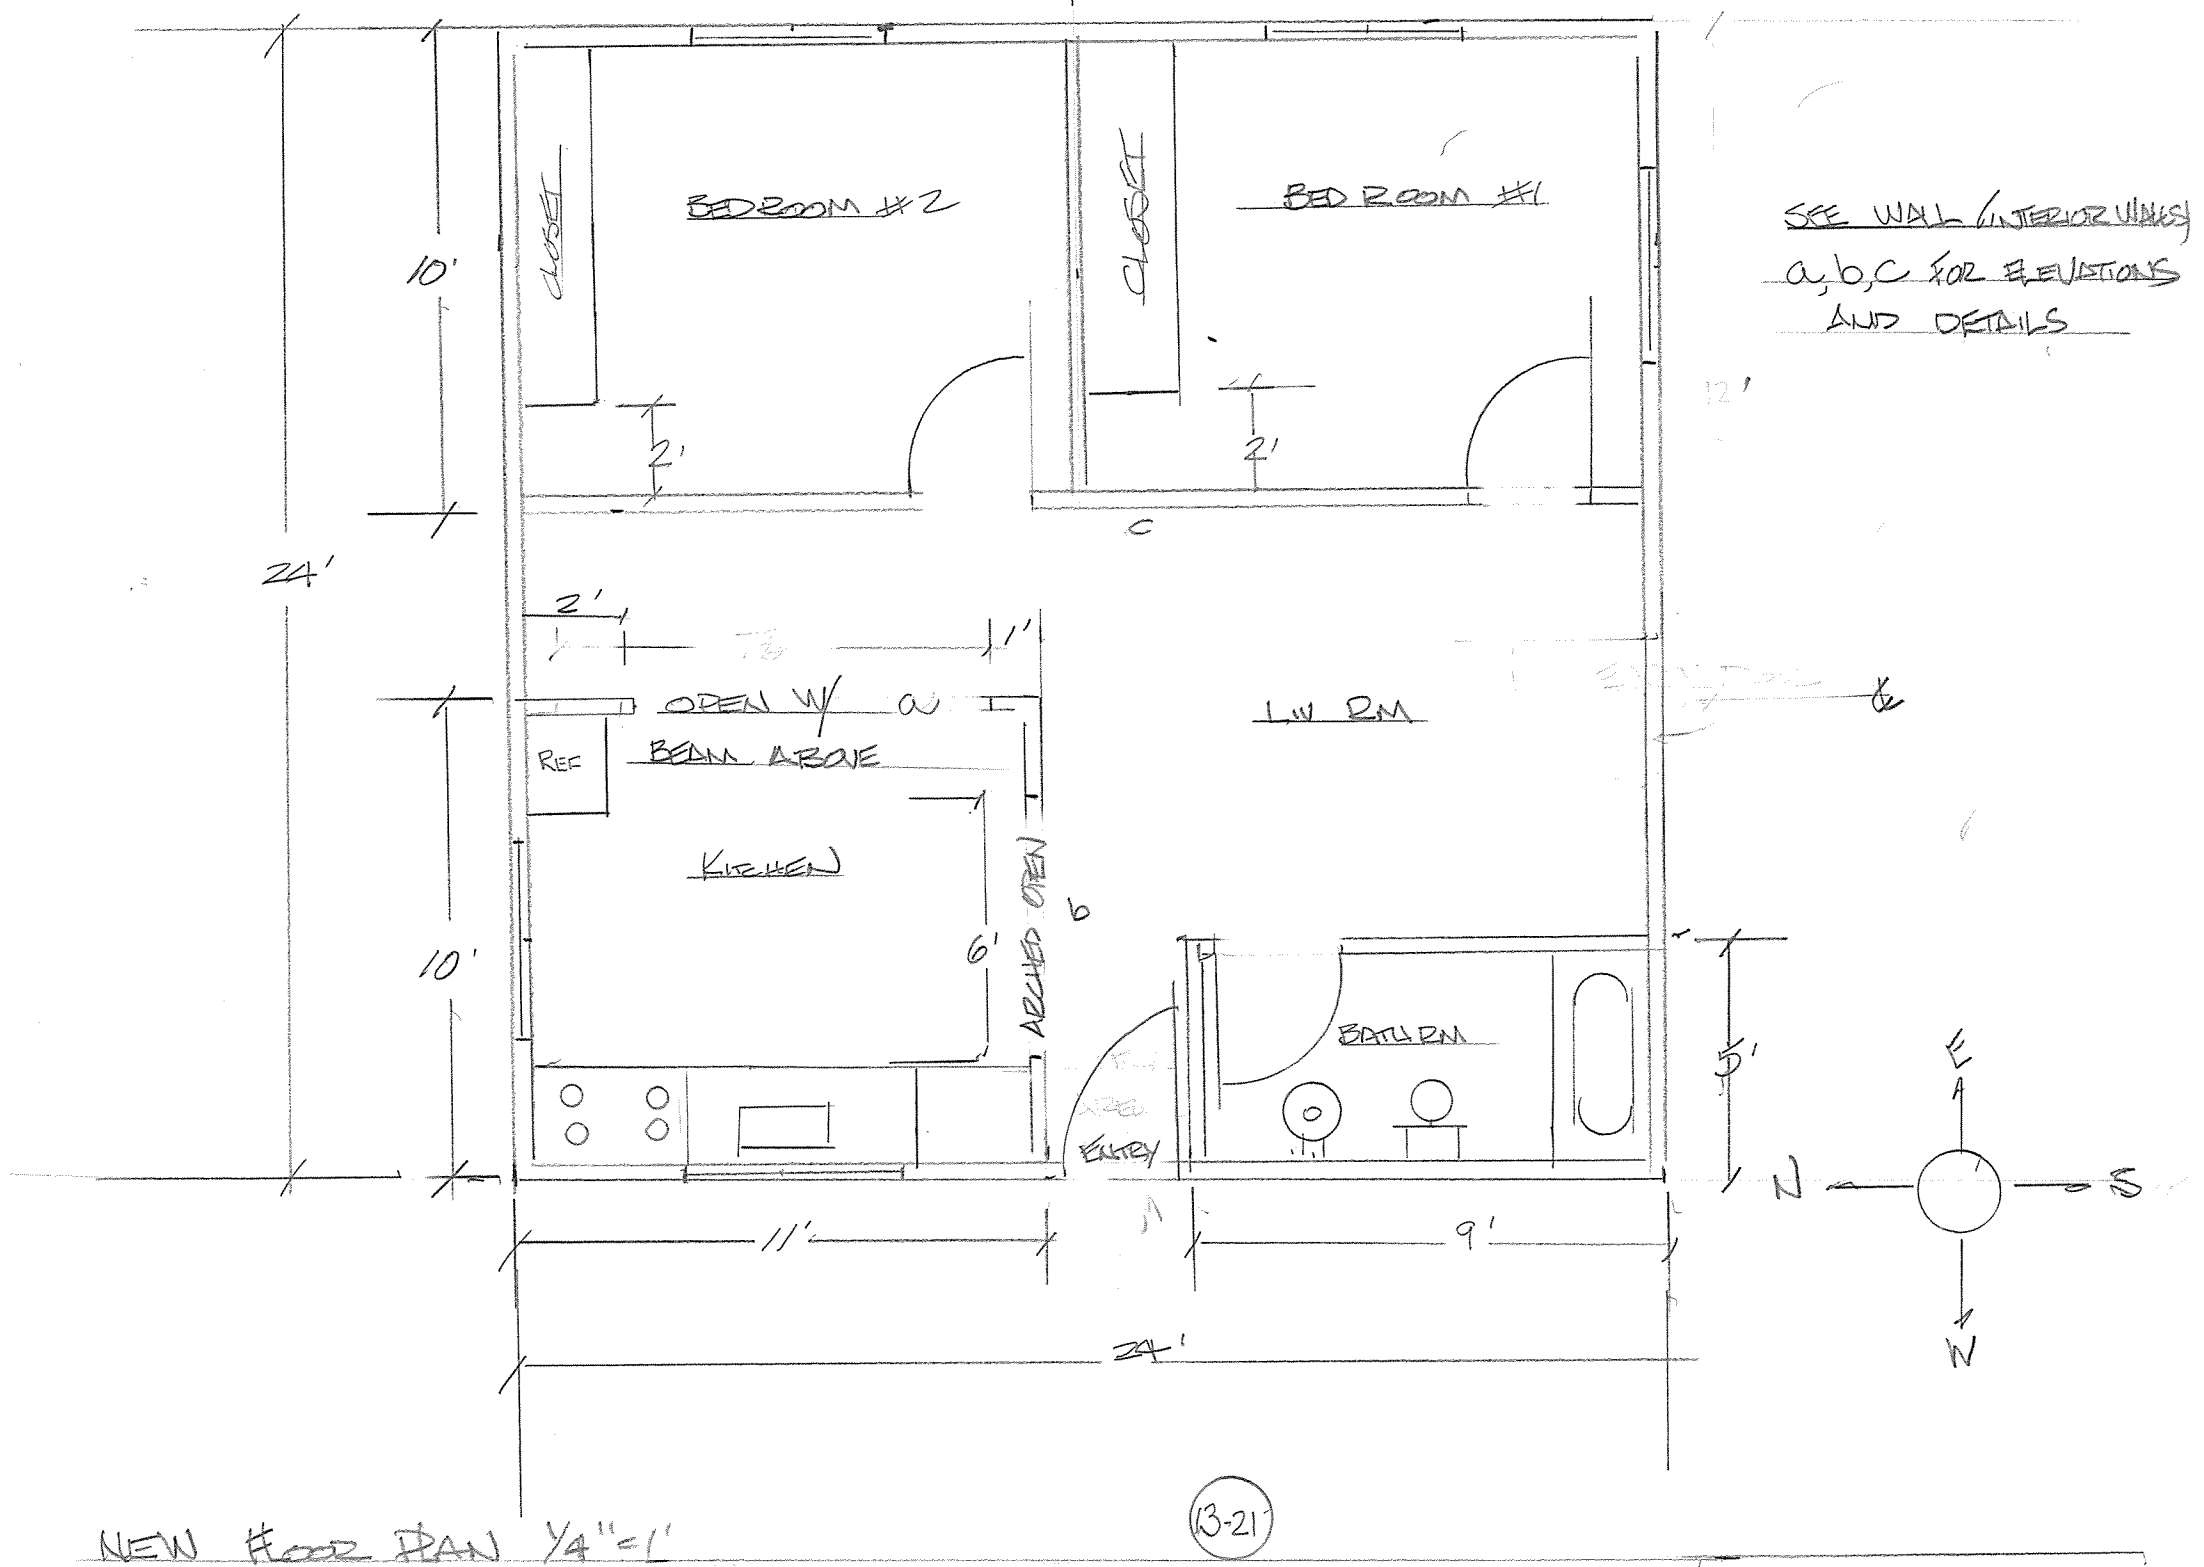 BEDROOM #2
BED ROOM #1
CLOSET
CLOSET
SEE WALL (INTERIOR WALLS)
a, b, c FOR ELEVATIONS
AND DETAILS
10'
2'
2'
12'
c
24'
2'
1'
OPEN W/ a
BEAM ABOVE
REF
LIV RM
KITCHEN
ARCHED OPEN
b
6'
10'
BATH RM
5'
ENTRY
E
N
S
W
11'
9'
24'
13-21
NEW FLOOR PLAN 1/4"=1'